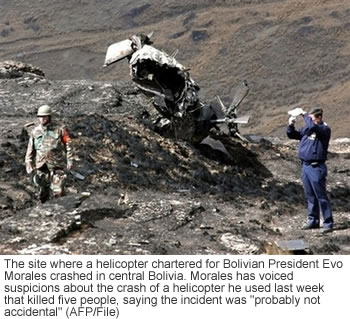 The site where a helicopter chartered for Bolivian President Evo
Morales crashed in central Bolivia. Morales has voiced
suspicions about the crash of a helicopter he used last week
that killed five people, saying the incident was "probably not
accidental" (AFP/File)